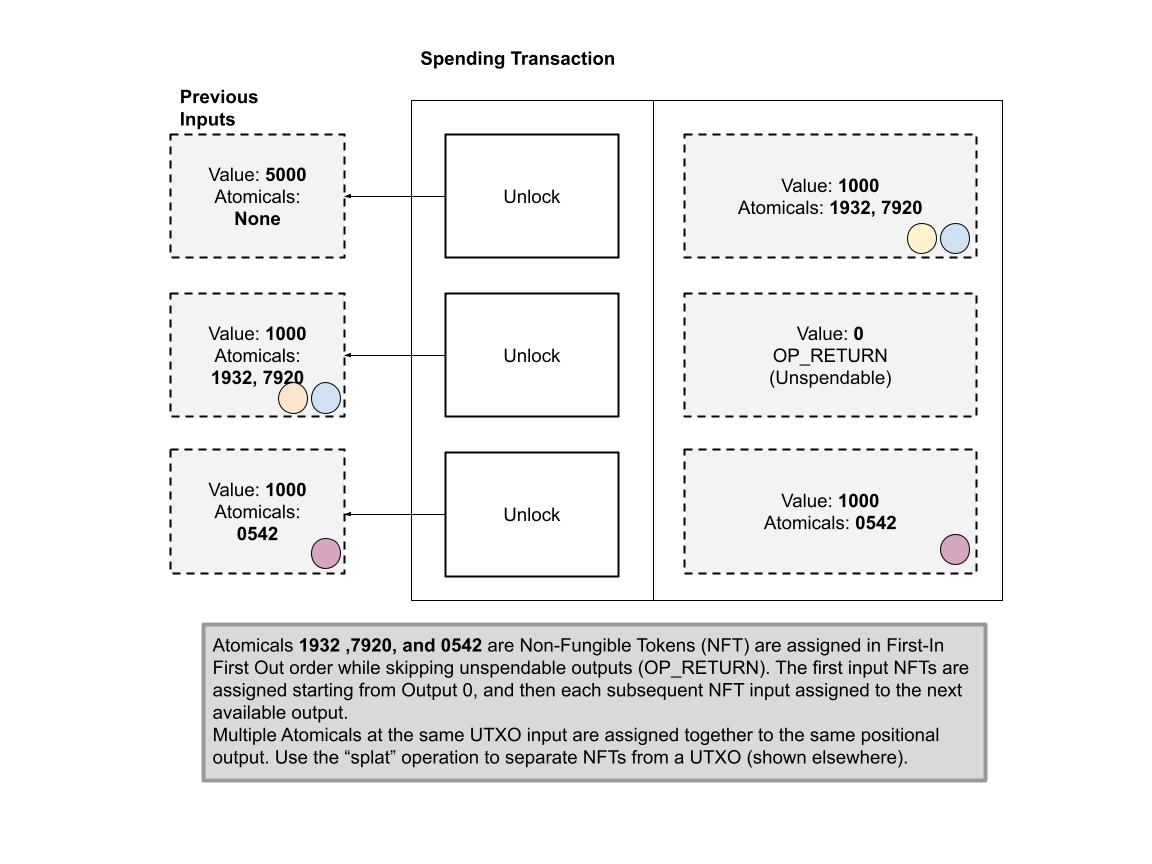 Spending Transaction
Previous
Inputs
Value: 5000
Atomicals:
None
Unlock
Value: 1000
Atomicals: 1932, 7920
Value: 1000
Atomicals:
1932, 7920
Unlock
Value: 0
OP_RETURN
(Unspendable)
Value: 1000
Atomicals:
0542
Unlock
Value: 1000
Atomicals: 0542
Atomicals 1932 ,7920, and 0542 are Non-Fungible Tokens (NFT) are assigned in First-In
First Out order while skipping unspendable outputs (OP_RETURN). The first input NFTs are
assigned starting from Output 0, and then each subsequent NFT input assigned to the next
available output.
Multiple Atomicals at the same UTXO input are assigned together to the same positional
output. Use the “splat” operation to separate NFTs from a UTXO (shown elsewhere).